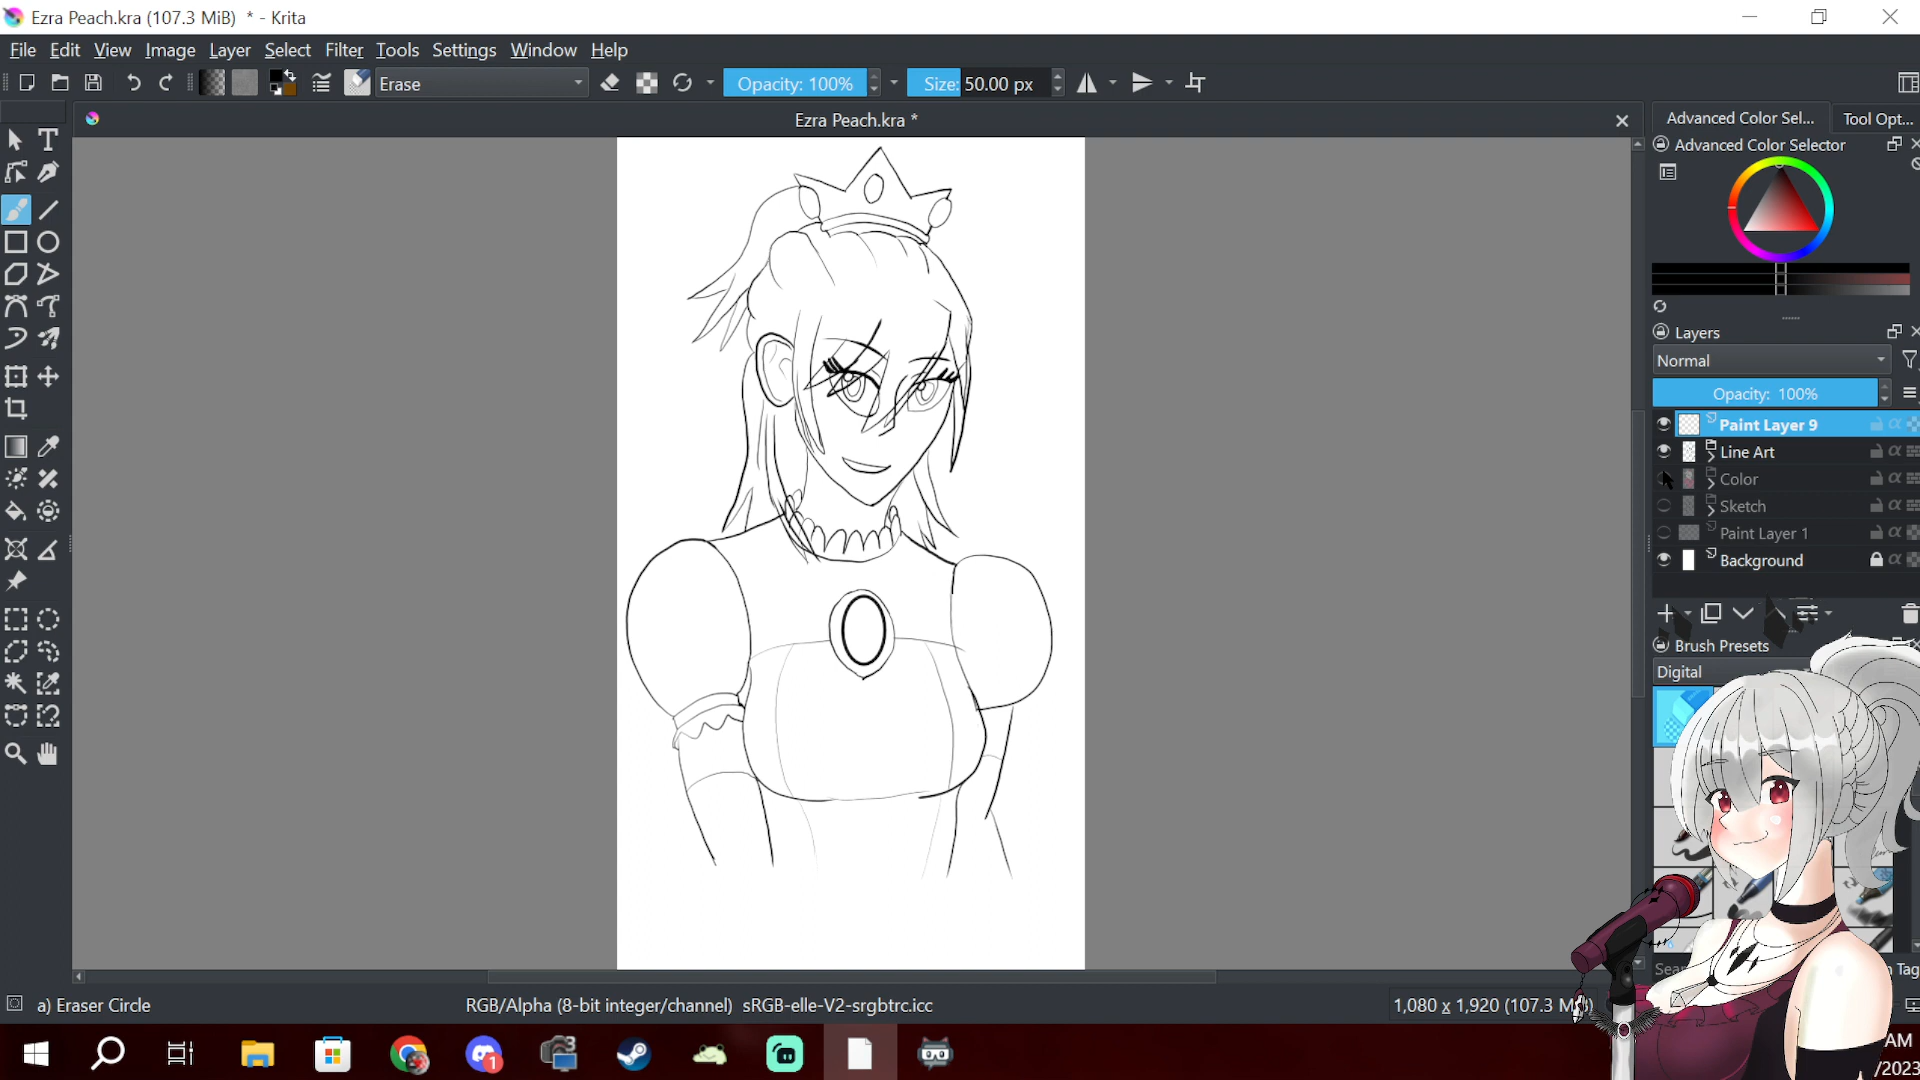 Ezra Peach.kra (107.3 MiB)  * - Krita
File Edit View Image Layer Select Filter Tools Settings Window Help
Erase Opacity: 100% Size: 50.00 px
Ezra Peach.kra *
Advanced Color Sel... Tool Opt...
Advanced Color Selector
Layers
Normal
Opacity:  100%
Paint Layer 9
Line Art
Color
Sketch
Paint Layer 1
Background
Brush Presets
Digital
Tag
a) Eraser Circle
RGB/Alpha (8-bit integer/channel)  sRGB-elle-V2-srgbtrc.icc
1,080 x 1,920 (107.3
1
AM
/2023